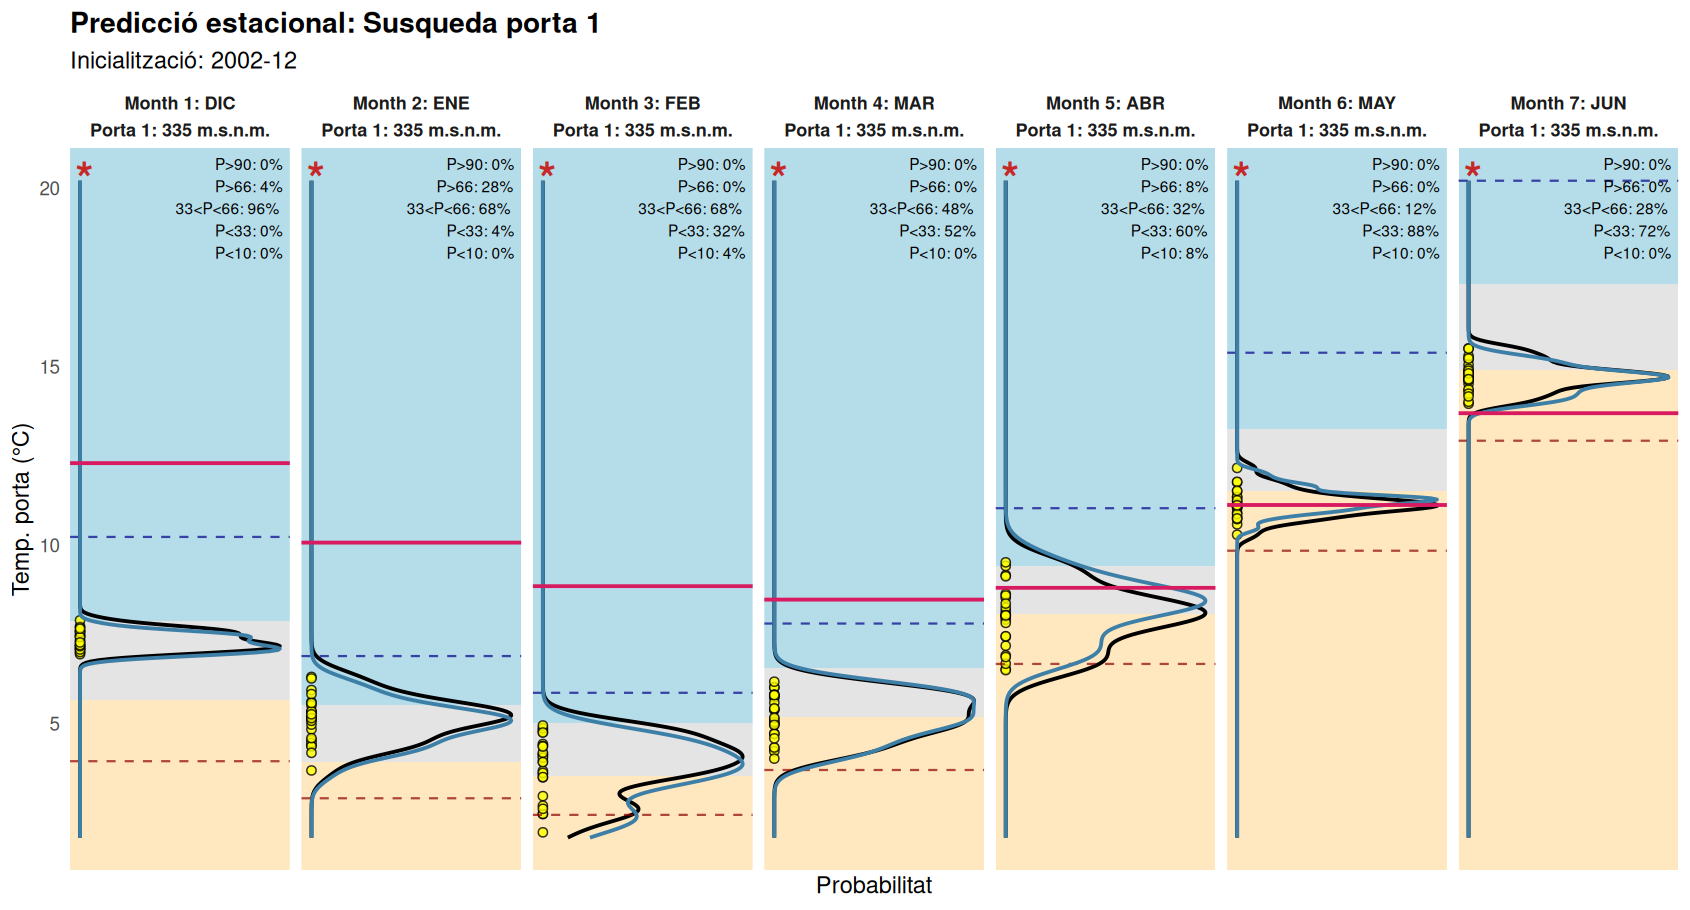 Predicció estacional: Susqueda porta 1
Inicialització: 2002-12
Month 1: DIC
Porta 1: 335 m.s.n.m.
Month 2: ENE
Porta 1: 335 m.s.n.m.
Month 3: FEB
Porta 1: 335 m.s.n.m.
Month 4: MAR
Porta 1: 335 m.s.n.m.
Month 5: ABR
Porta 1: 335 m.s.n.m.
Month 6: MAY
Porta 1: 335 m.s.n.m.
Month 7: JUN
Porta 1: 335 m.s.n.m.
*
P>90: 0%
P>66: 4%
33<P<66: 96%
P<33: 0%
P<10: 0%
*
P>90: 0%
P>66: 28%
33<P<66: 68%
P<33: 4%
P<10: 0%
*
P>90: 0%
P>66: 0%
33<P<66: 68%
P<33: 32%
P<10: 4%
*
P>90: 0%
P>66: 0%
33<P<66: 48%
P<33: 52%
P<10: 0%
*
P>90: 0%
P>66: 8%
33<P<66: 32%
P<33: 60%
P<10: 8%
*
P>90: 0%
P>66: 0%
33<P<66: 12%
P<33: 88%
P<10: 0%
*
P>90: 0%
P>66: 0%
33<P<66: 28%
P<33: 72%
P<10: 0%
20
15
10
5
Temp. porta (°C)
Probabilitat